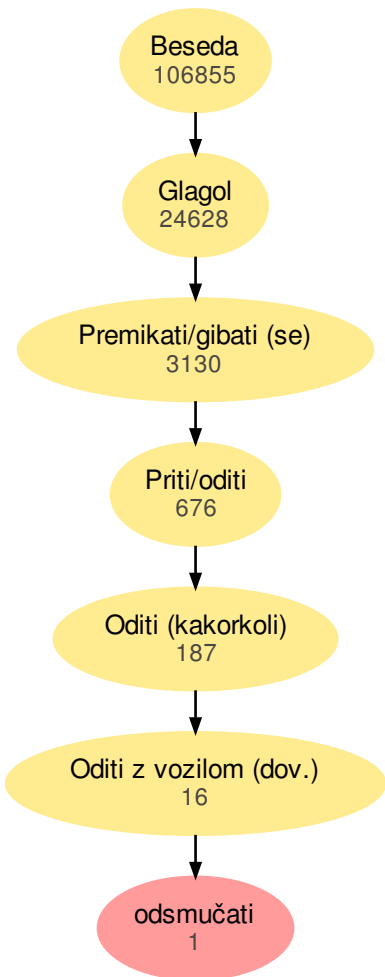 Beseda
106855
Glagol
24628
Premikati/gibati (se)
3130
Priti/oditi
676
Oditi (kakorkoli)
187
Oditi z vozilom (dov.)
16
odsmučati
1